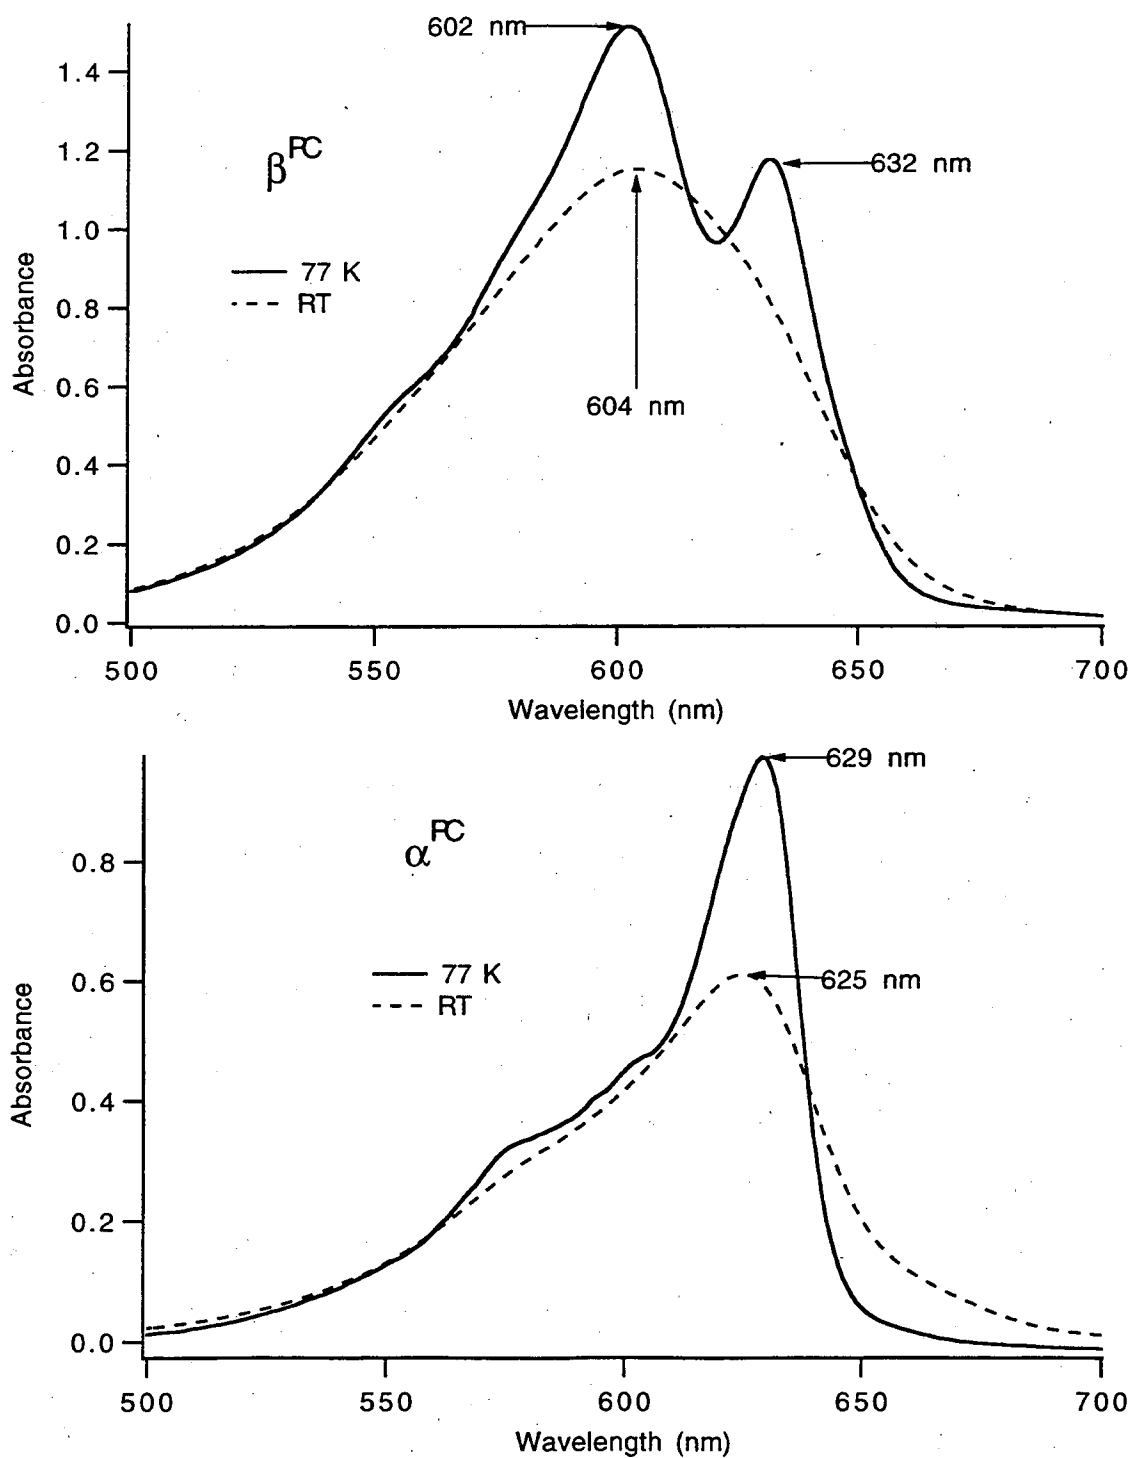 602 nm
1.4
1.2
1.0
0.8
0.6
0.4
0.2
0.0
Absorbance
β^PC
632 nm
77 K
RT
604 nm
500 550 600 650 700
Wavelength (nm)
629 nm
α^PC
0.8
0.6
0.4
0.2
0.0
Absorbance
77 K
RT
625 nm
500 550 600 650 700
Wavelength (nm)